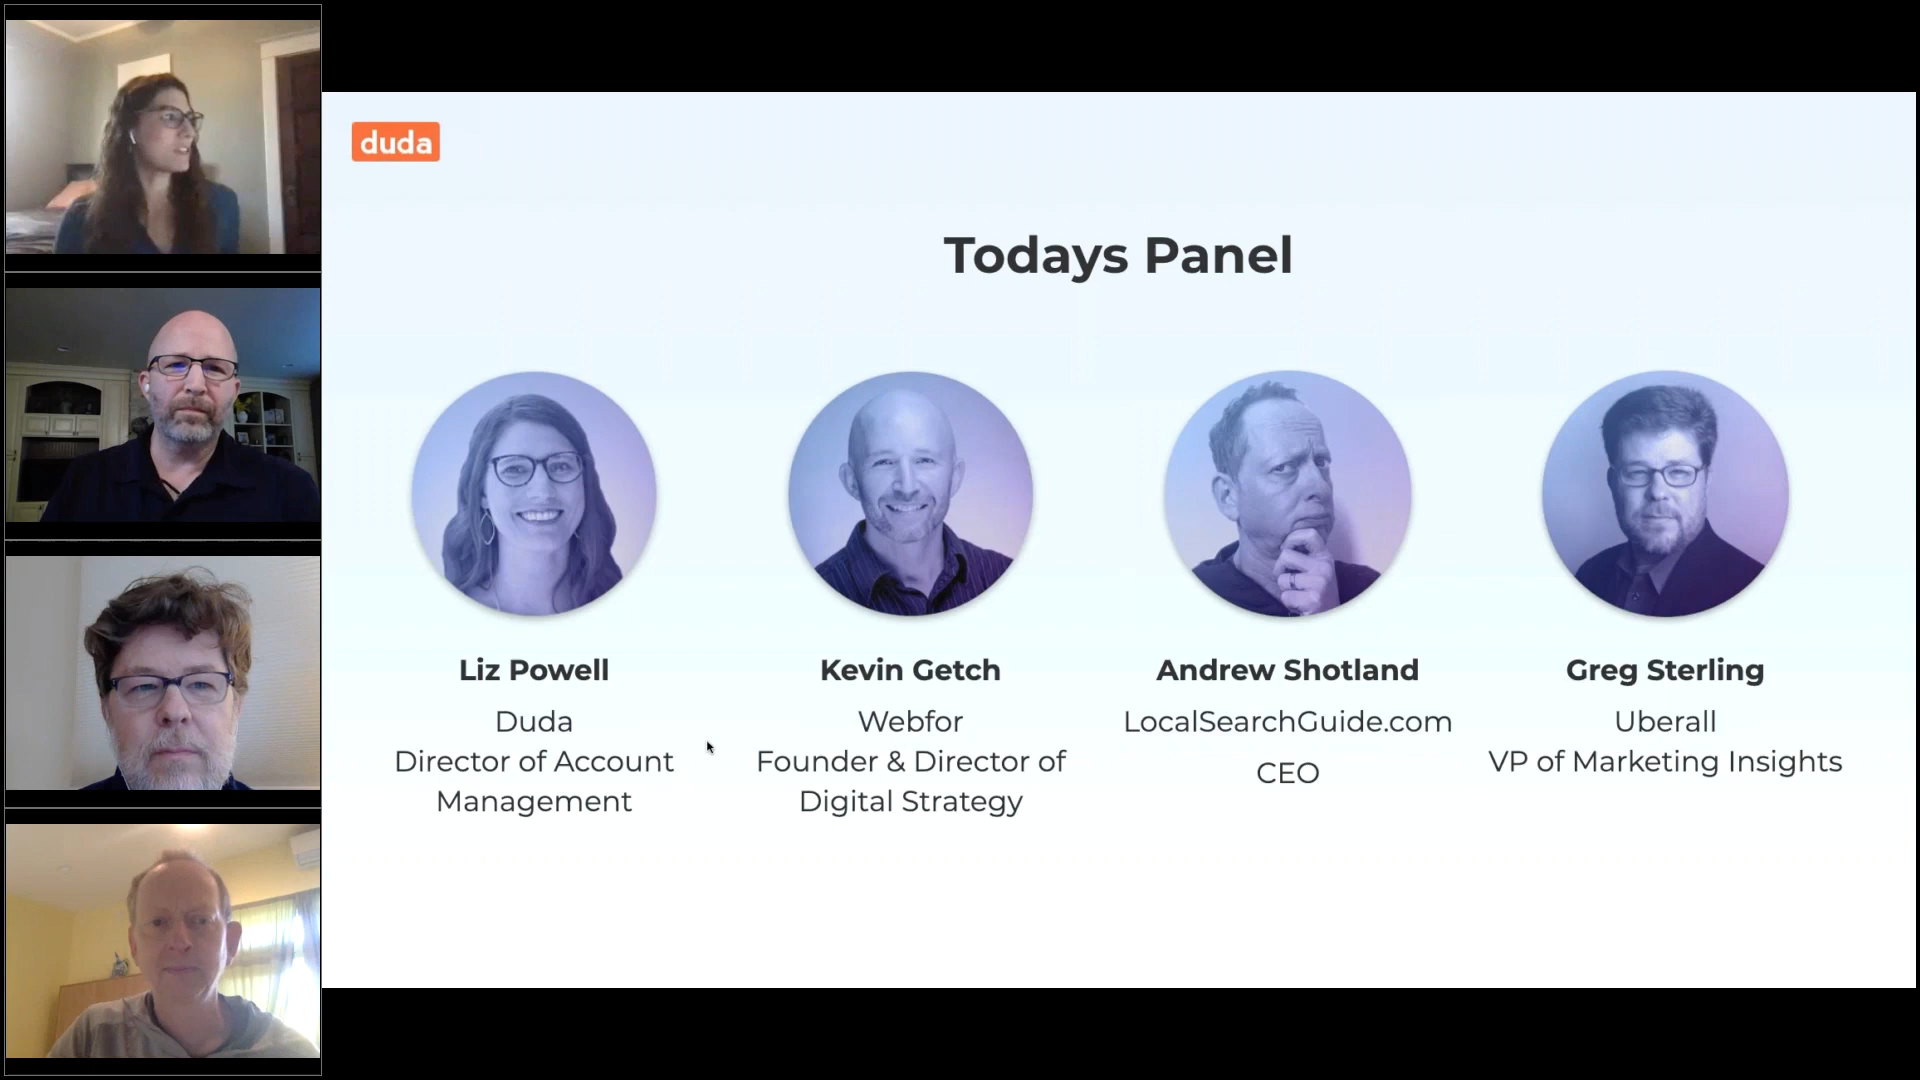 duda
Todays Panel
Liz Powell
Duda
Director of Account
Management
Kevin Getch
Webfor
Founder & Director of
Digital Strategy
Andrew Shotland
LocalSearchGuide.com
CEO
Greg Sterling
Uberall
VP of Marketing Insights